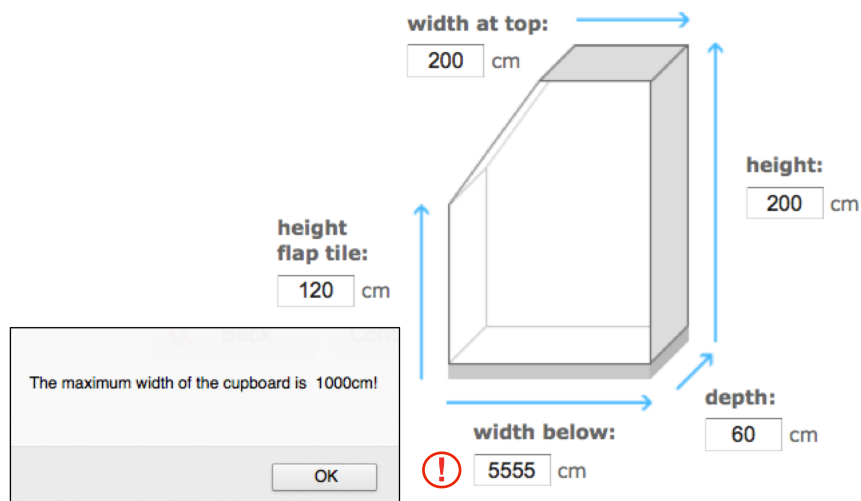 width at top:
200 cm
height:
200 cm
height
flap tile:
120 cm
The maximum width of the cupboard is 1000cm!
OK
depth:
60 cm
width below:
! 5555 cm